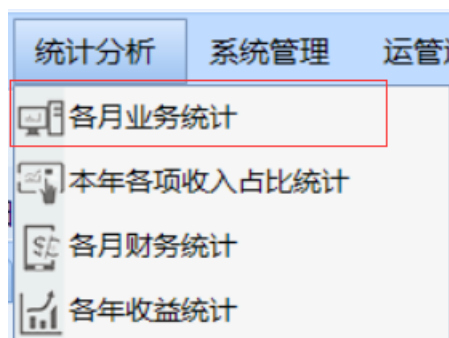 统计分析 系统管理 运管
各月业务统计
本年各项收入占比统计
各月财务统计
各年收益统计